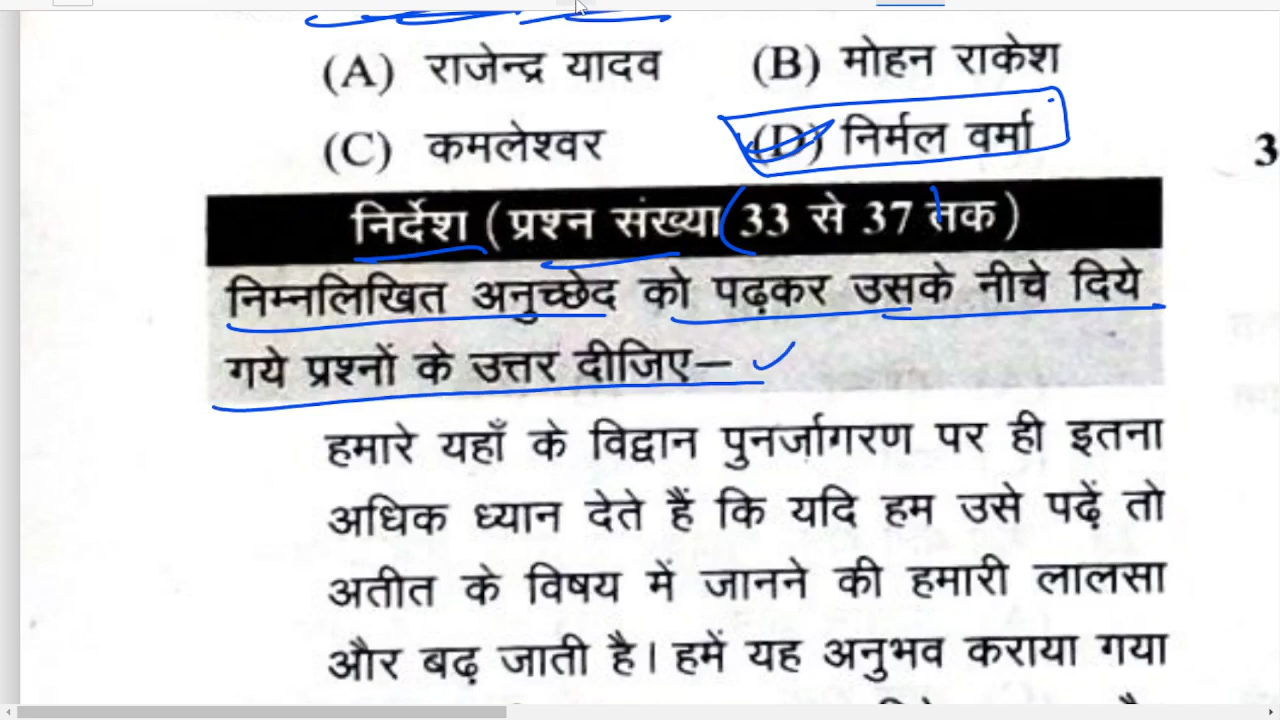 (A) राजेन्द्र यादव (B) मोहन राकेश
(C) कमलेश्वर (D) निर्मल वर्मा
3
निर्देश (प्रश्न संख्या 33 से 37 तक)
निम्नलिखित अनुच्छेद को पढ़कर उसके नीचे दिये
गये प्रश्नों के उत्तर दीजिए–
हमारे यहाँ के विद्वान पुनर्जागरण पर ही इतना
अधिक ध्यान देते हैं कि यदि हम उसे पढ़ें तो
अतीत के विषय में जानने की हमारी लालसा
और बढ़ जाती है। हमें यह अनुभव कराया गया